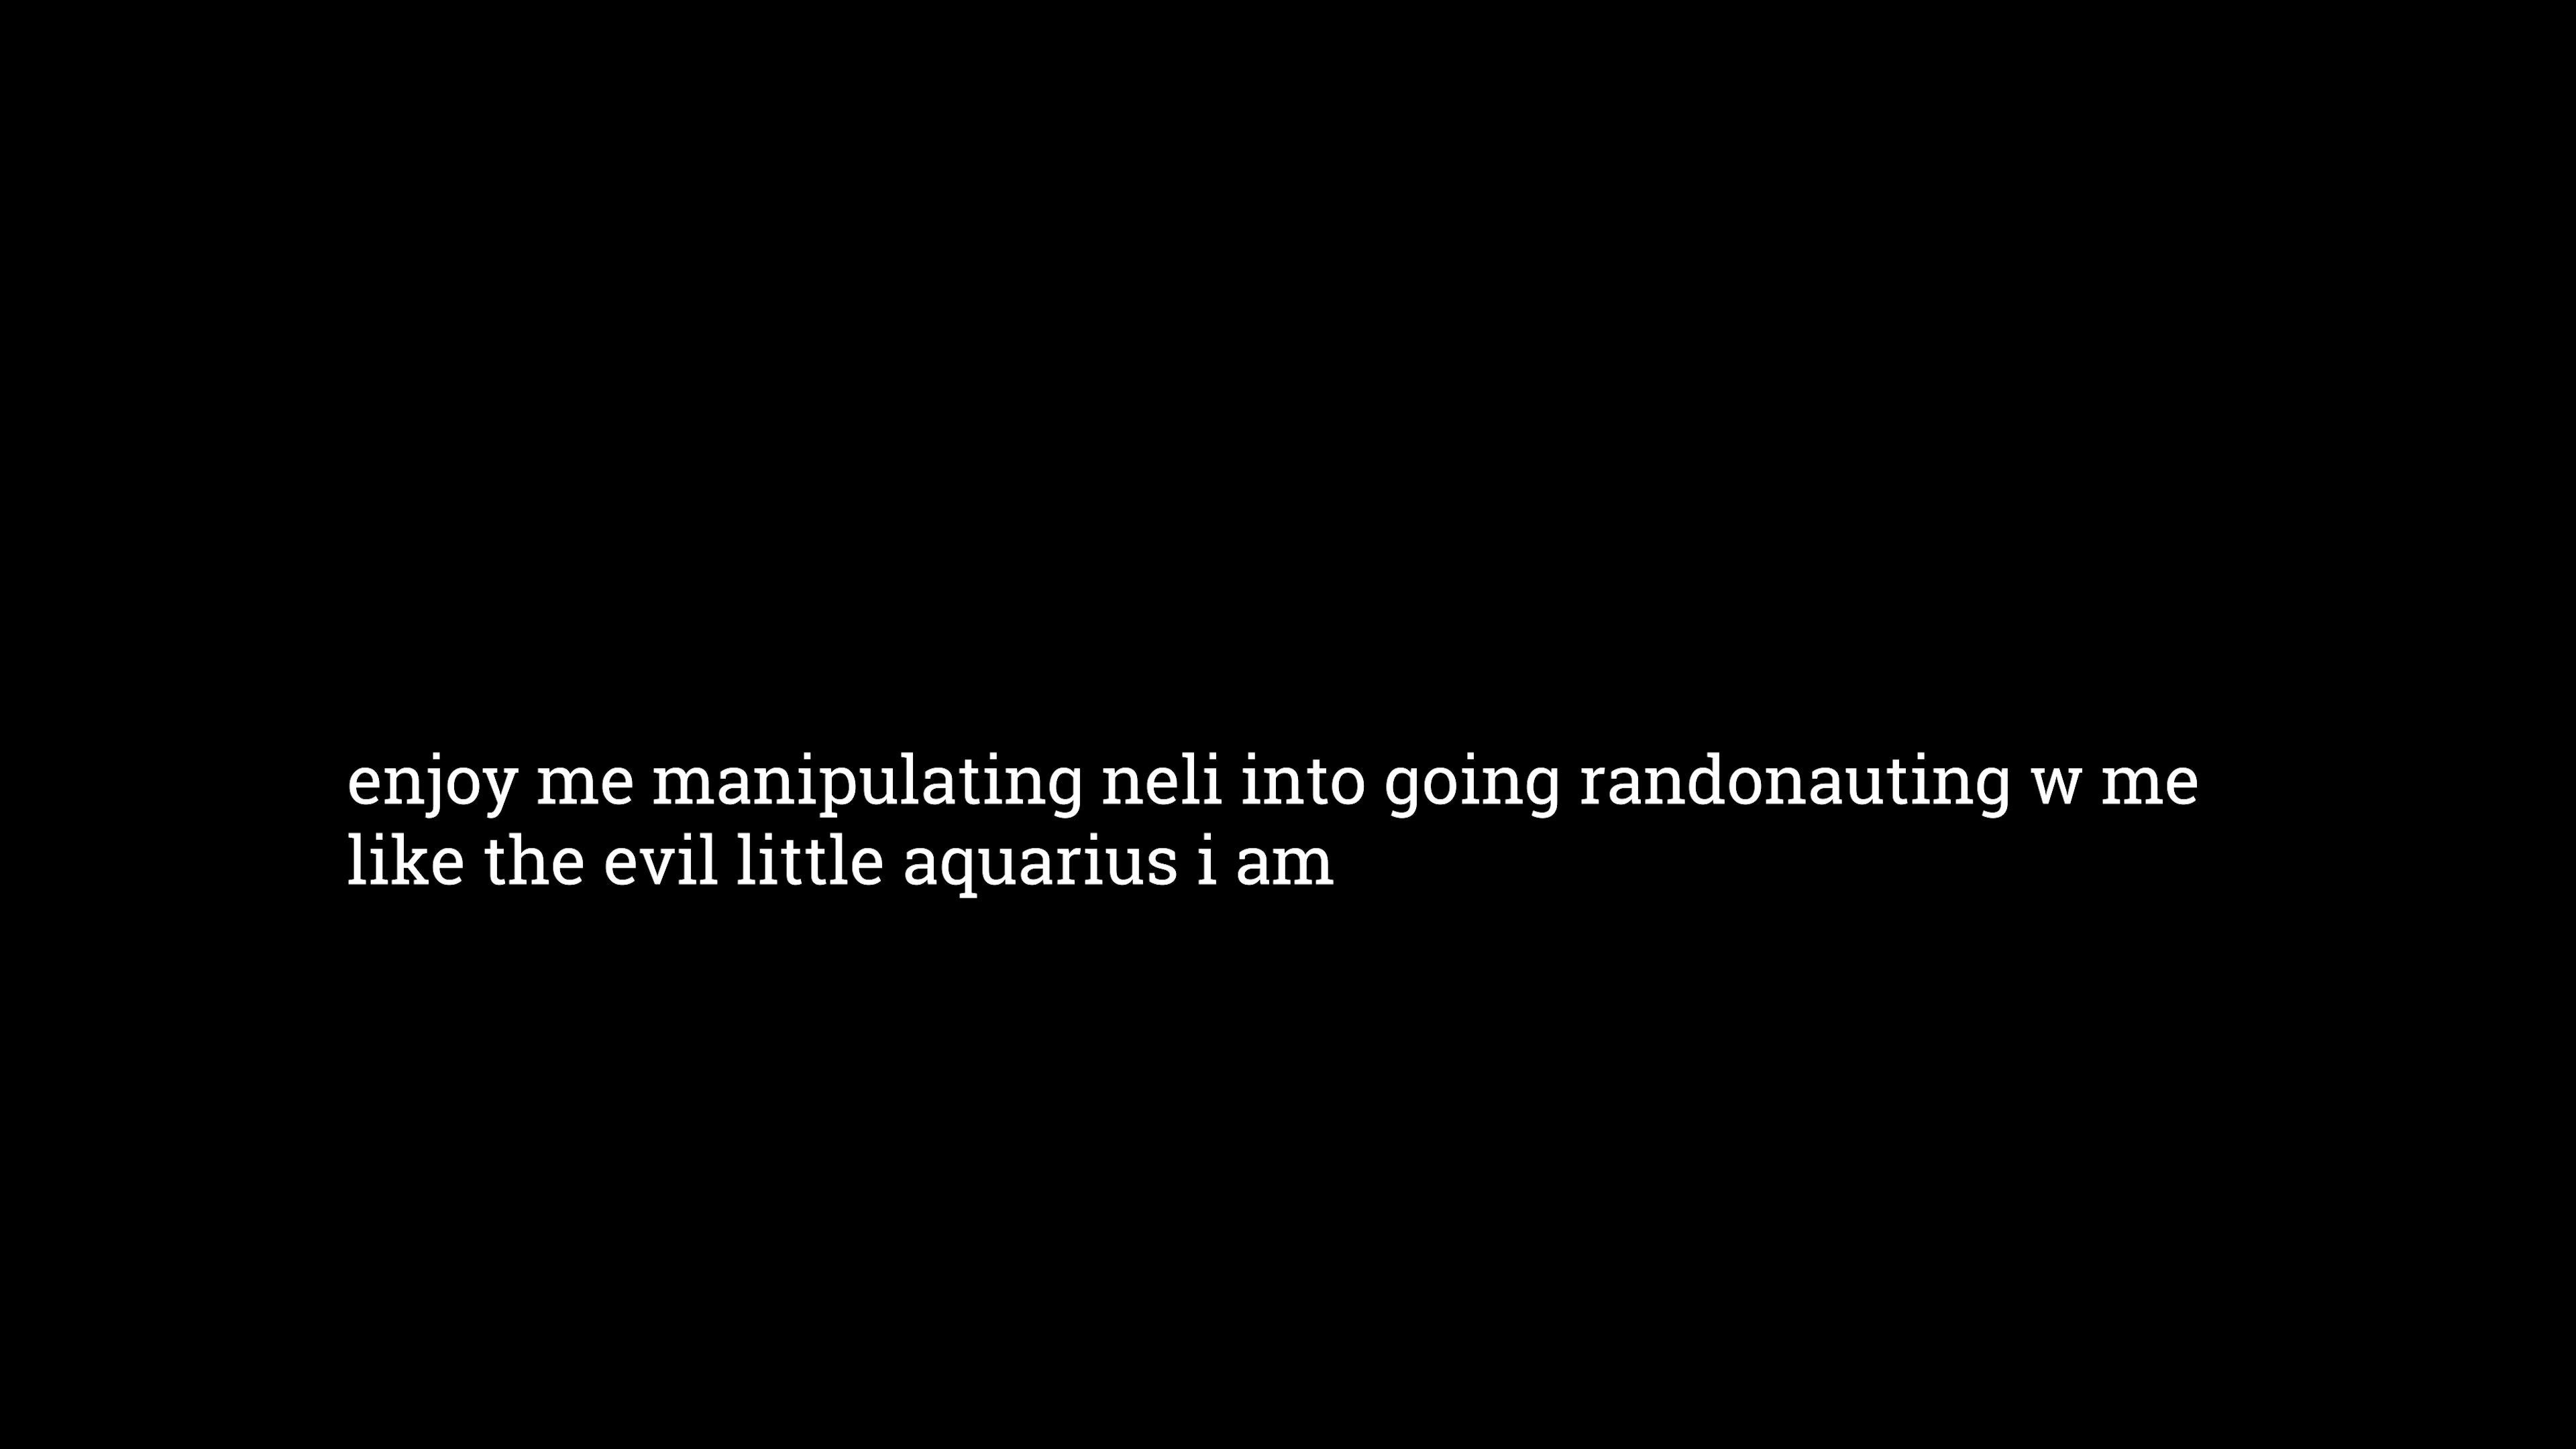 enjoy me manipulating neli into going randonauting w me
like the evil little aquarius i am